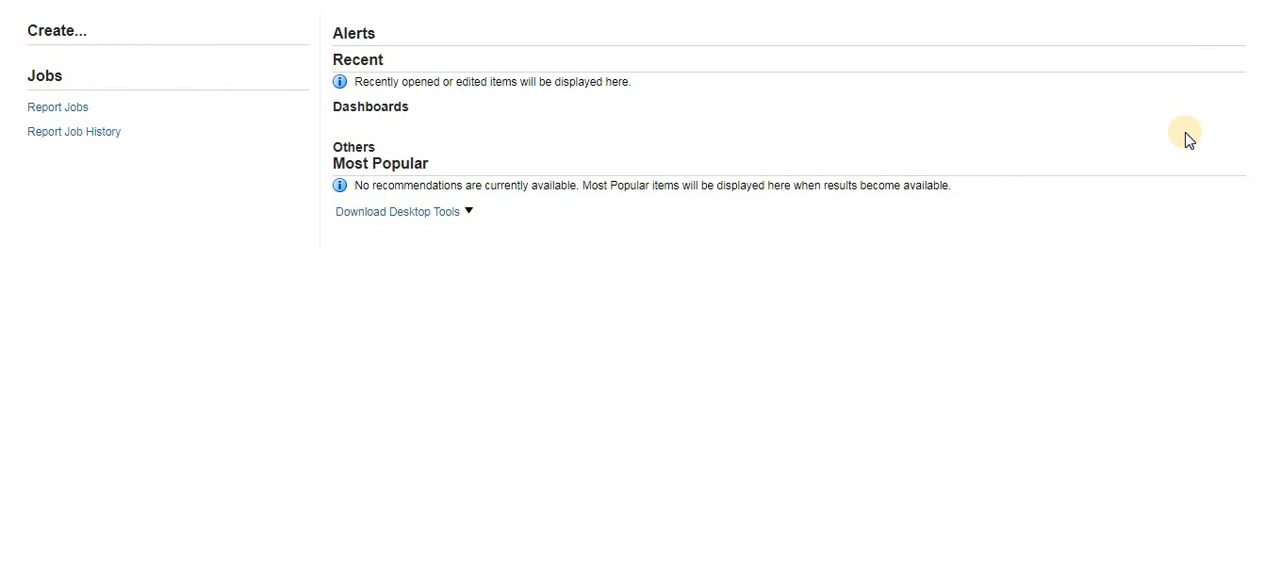 Create...
Jobs
Report Jobs
Report Job History
Alerts
Recent
Recently opened or edited items will be displayed here.
Dashboards
Others
Most Popular
No recommendations are currently available. Most Popular items will be displayed here when results become available.
Download Desktop Tools